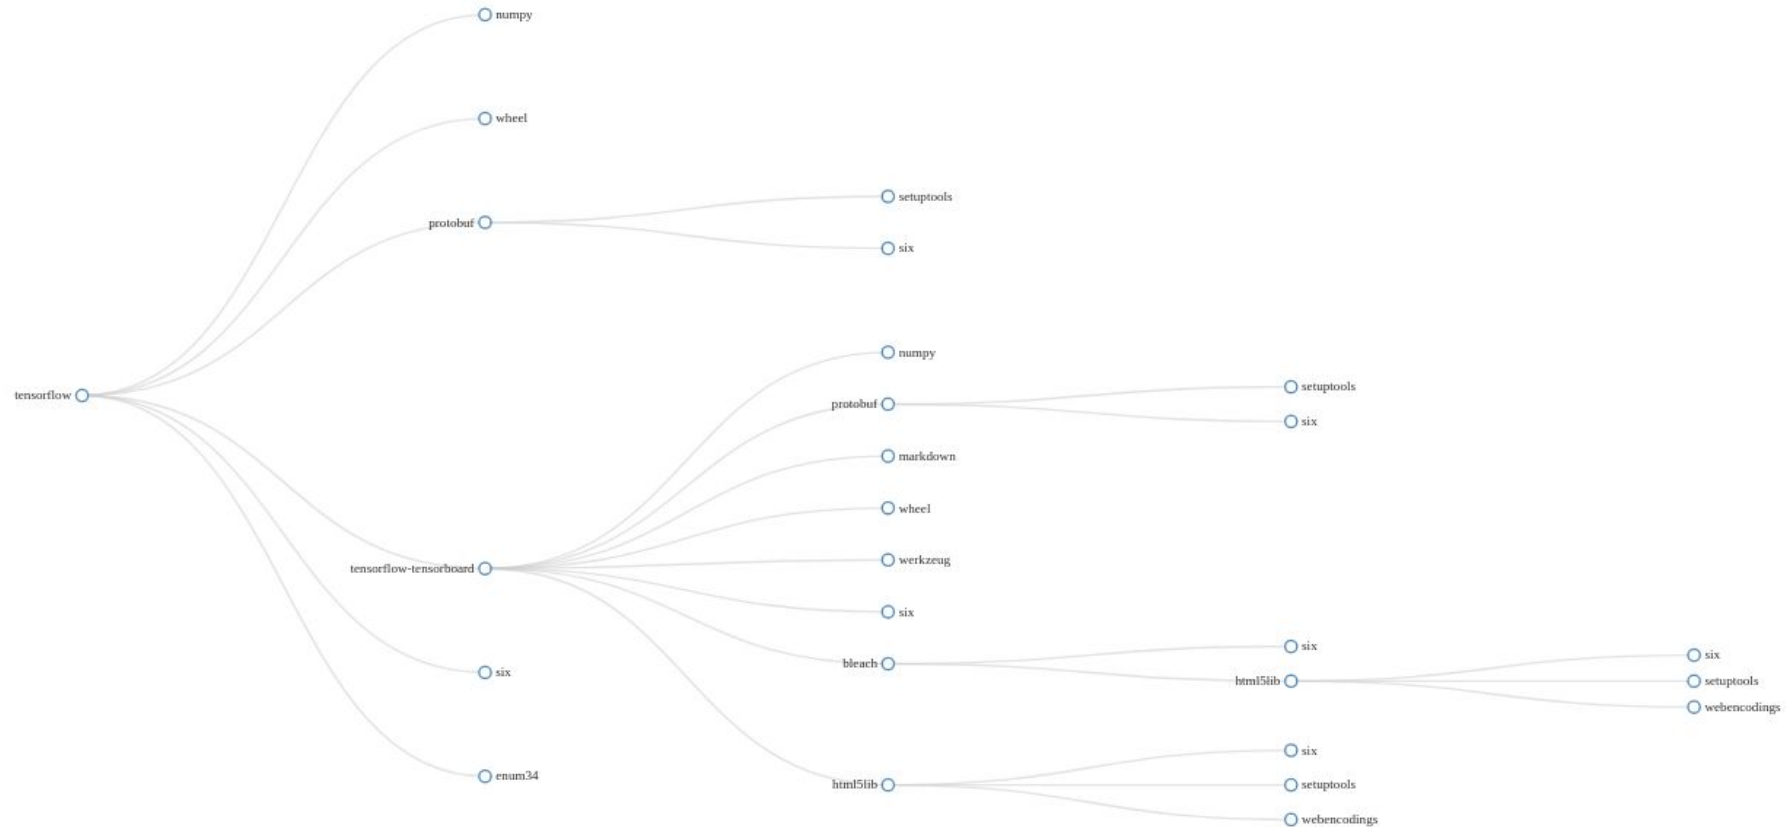 numpy
wheel
protobuf
setuptools
six
tensorflow
numpy
protobuf
setuptools
six
markdown
wheel
werkzeug
tensorflow-tensorboard
six
bleach
six
html5lib
six
setuptools
webencodings
six
enum34
html5lib
six
setuptools
webencodings